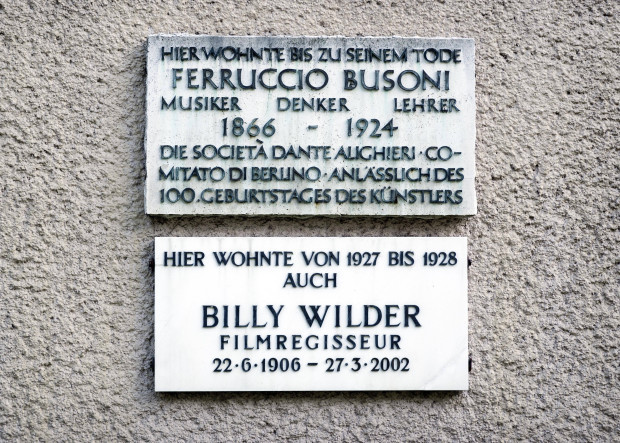 HIER WOHNTE BIS ZU SEINEM TODE
FERRUCCIO BUSONI
MUSIKER DENKER LEHRER
1866 - 1924
DIE SOCIETÀ DANTE ALIGHIERI · CO-
MITATO DI BERLINO · ANLÄSSLICH DES
100. GEBURTSTAGES DES KÜNSTLERS
HIER WOHNTE VON 1927 BIS 1928
AUCH
BILLY WILDER
FILMREGISSEUR
22·6·1906 – 27·3·2002